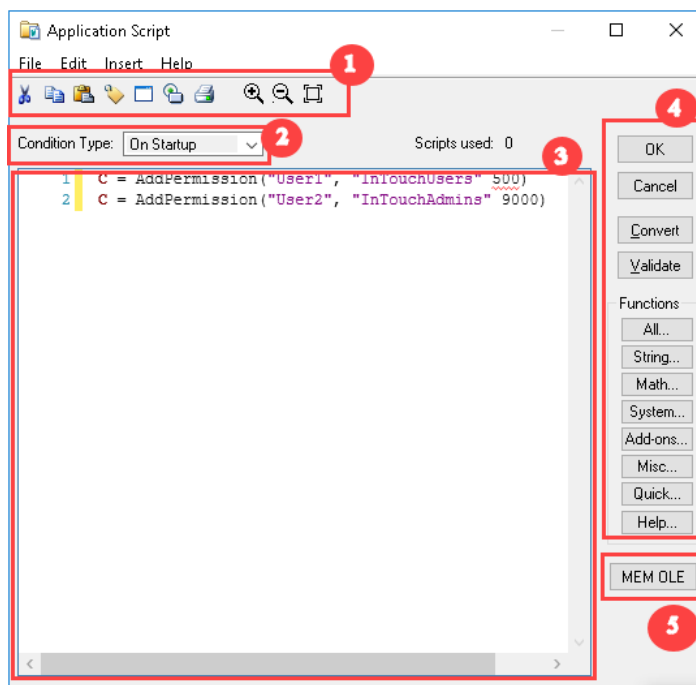 Application Script
File Edit Insert Help
1
4
Condition Type: On Startup
2
Scripts used: 0
3
OK
1 C = AddPermission("User1", "InTouchUsers" 500)
Cancel
2 C = AddPermission("User2", "InTouchAdmins" 9000)
Convert
Validate
Functions
All...
String...
Math...
System...
Add-ons...
Misc...
Quick...
Help...
MEM OLE
5